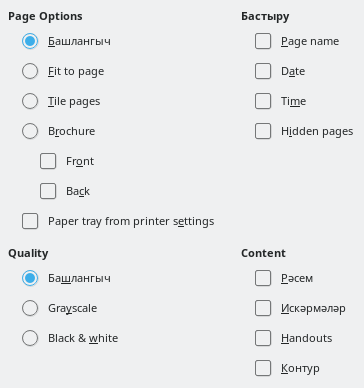 Page Options
Башлангыч
Fit to page
Tile pages
Brochure
Front
Back
Paper tray from printer settings
Бастыру
Page name
Date
Time
Hidden pages
Quality
Башлангыч
Grayscale
Black & white
Content
Рәсем
Искәрмәләр
Handouts
Контур